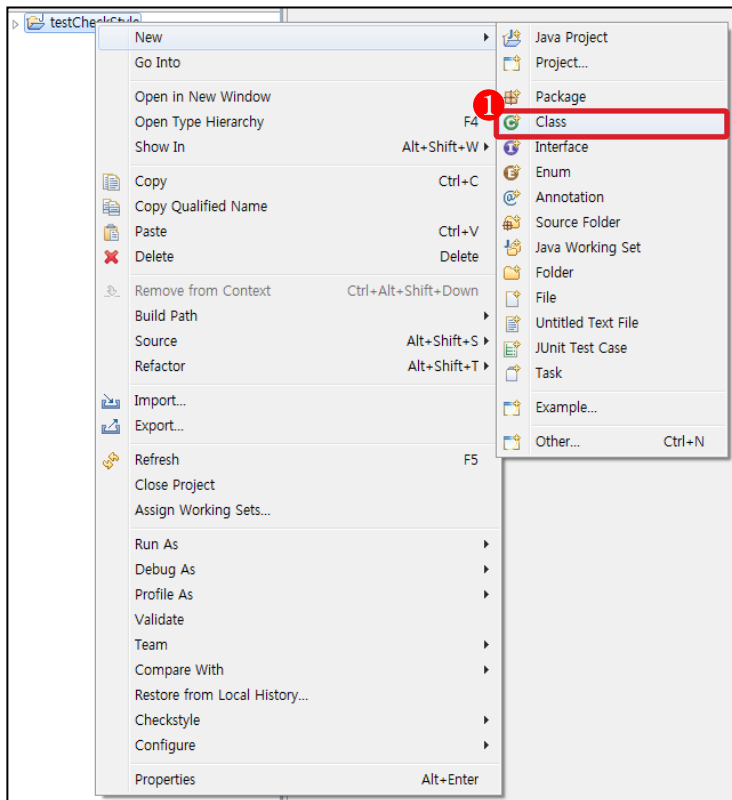 testCheckStyle
New
Go Into
Open in New Window
Open Type Hierarchy F4
Show In Alt+Shift+W
Copy Ctrl+C
Copy Qualified Name
Paste Ctrl+V
Delete Delete
Remove from Context Ctrl+Alt+Shift+Down
Build Path
Source Alt+Shift+S
Refactor Alt+Shift+T
Import...
Export...
Refresh F5
Close Project
Assign Working Sets...
Run As
Debug As
Profile As
Validate
Team
Compare With
Restore from Local History...
Checkstyle
Configure
Properties Alt+Enter
Java Project
Project...
Package
1
Class
Interface
Enum
Annotation
Source Folder
Java Working Set
Folder
File
Untitled Text File
JUnit Test Case
Task
Example...
Other... Ctrl+N